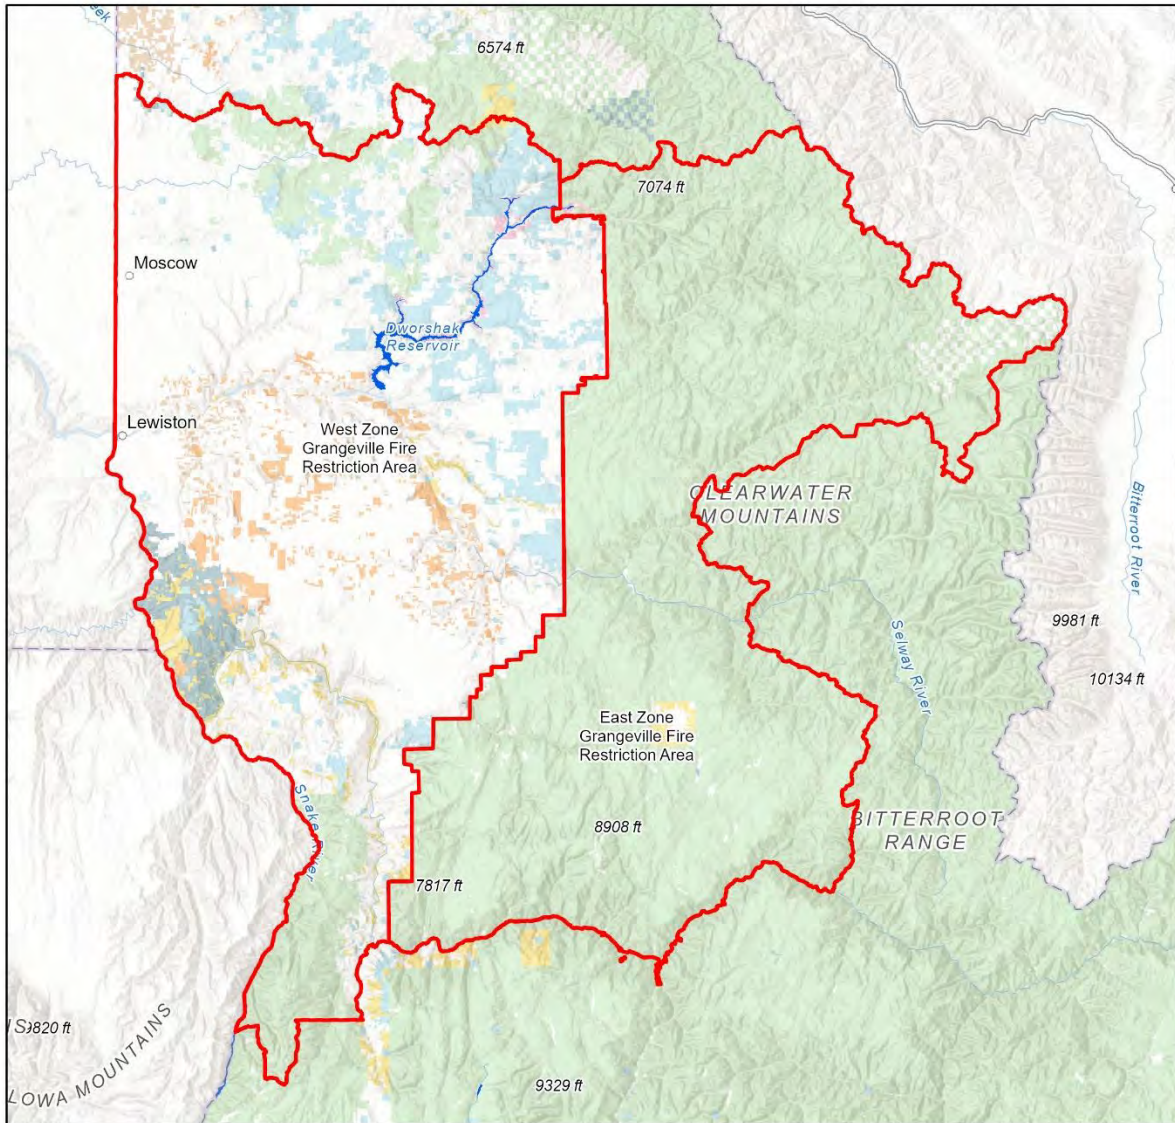 eek
6574 ft
7074 ft
Moscow
Dworshak
Reservoir
Lewiston
West Zone
Grangeville Fire
Restriction Area
CLEARWATER
MOUNTAINS
Bitterroot River
Selway River
9981 ft
10134 ft
East Zone
Grangeville Fire
Restriction Area
Snake River
8908 ft
BITTERROOT
RANGE
7817 ft
9820 ft
LOWA MOUNTAINS
9329 ft